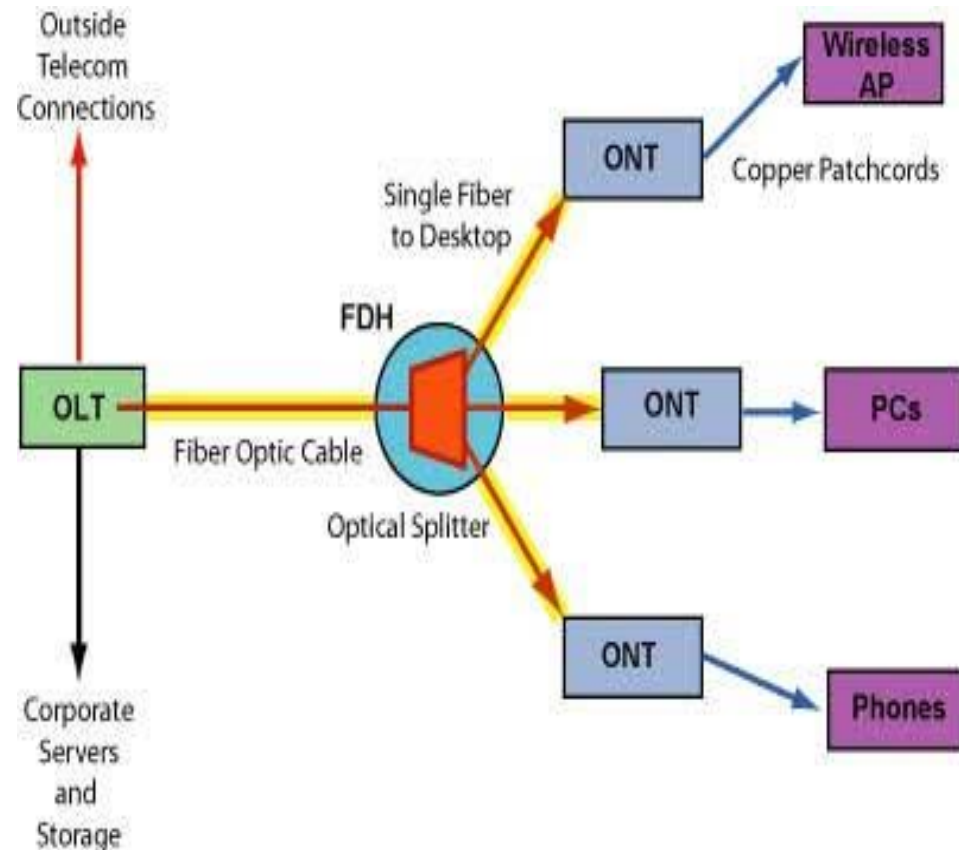 Outside
Telecom
Connections
Wireless
AP
ONT
Copper Patchcords
Single Fiber
to Desktop
FDH
OLT
ONT
PCs
Fiber Optic Cable
Optical Splitter
ONT
Phones
Corporate
Servers
and
Storage